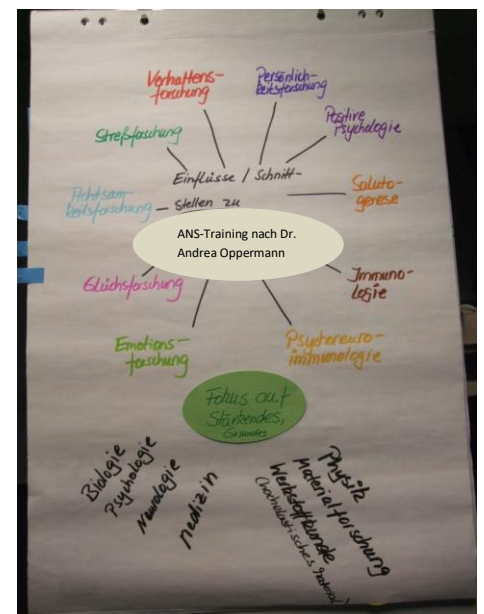 Verhaltens-
forschung
Persönlich-
keitsforschung
Positive
Psychologie
Streßforschung
Einflüsse / Schnitt-
Stellen zu
Achtsam-
keitsforschung
Saluto-
gerese
ANS-Training nach Dr.
Andrea Oppermann
Glücksforschung
Immuno-
logie
Emotions-
forschung
Psychoneuro-
immunologie
Fokus auf
Stärkendes,
Gesundes
Biologie
Psychologie
Neurologie
medizin
Physik
Materialforschung
Werkstoffkunde